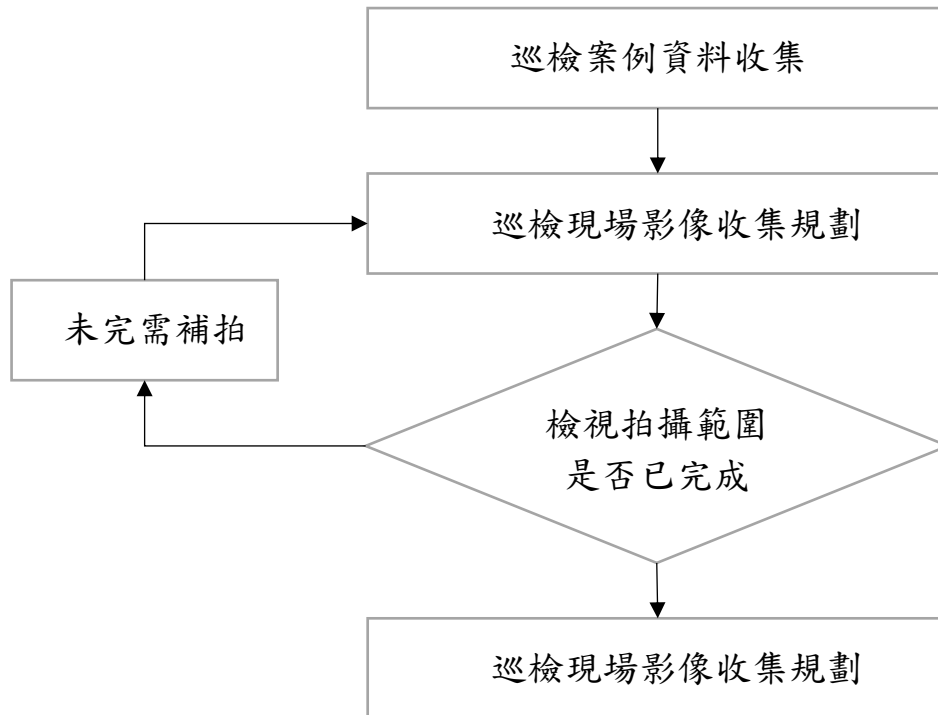 巡檢案例資料收集
巡檢現場影像收集規劃
未完需補拍
檢視拍攝範圍
是否已完成
巡檢現場影像收集規劃